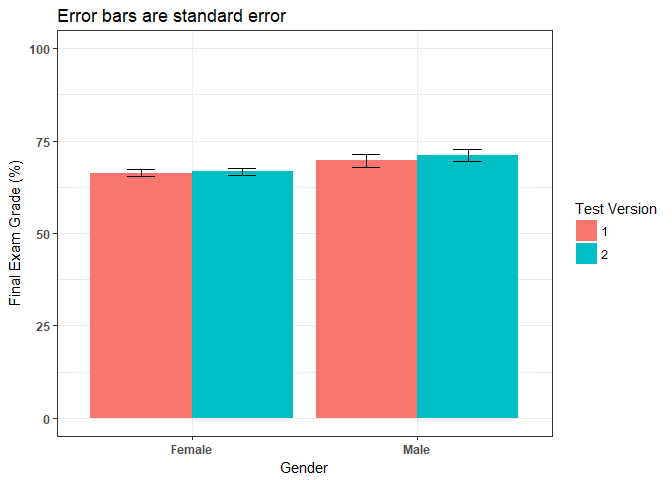 Error bars are standard error
100
75
50
25
0
Final Exam Grade (%)
Female Male
Gender
Test Version
1
2